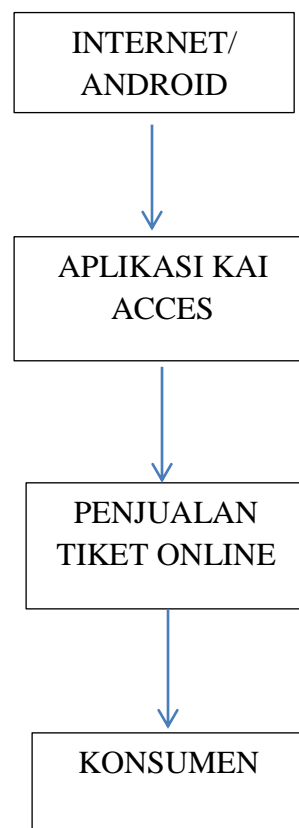 INTERNET/
ANDROID
APLIKASI KAI
ACCES
PENJUALAN
TIKET ONLINE
KONSUMEN